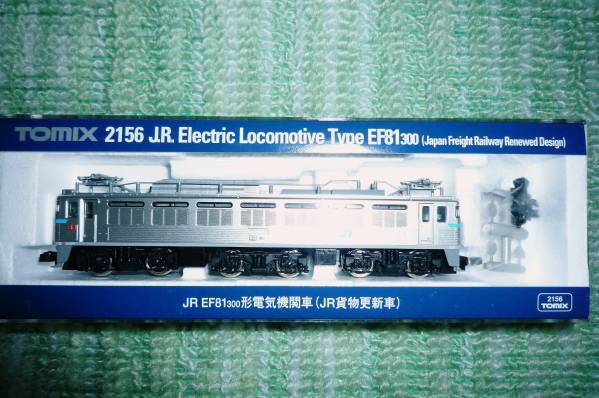 TOMIX 2156 J.R. Electric Locomotive Type EF81300 (Japan Freight Railway Renewed Design)
JR EF81300形電気機関車(JR貨物更新車)
2156
TOMIX